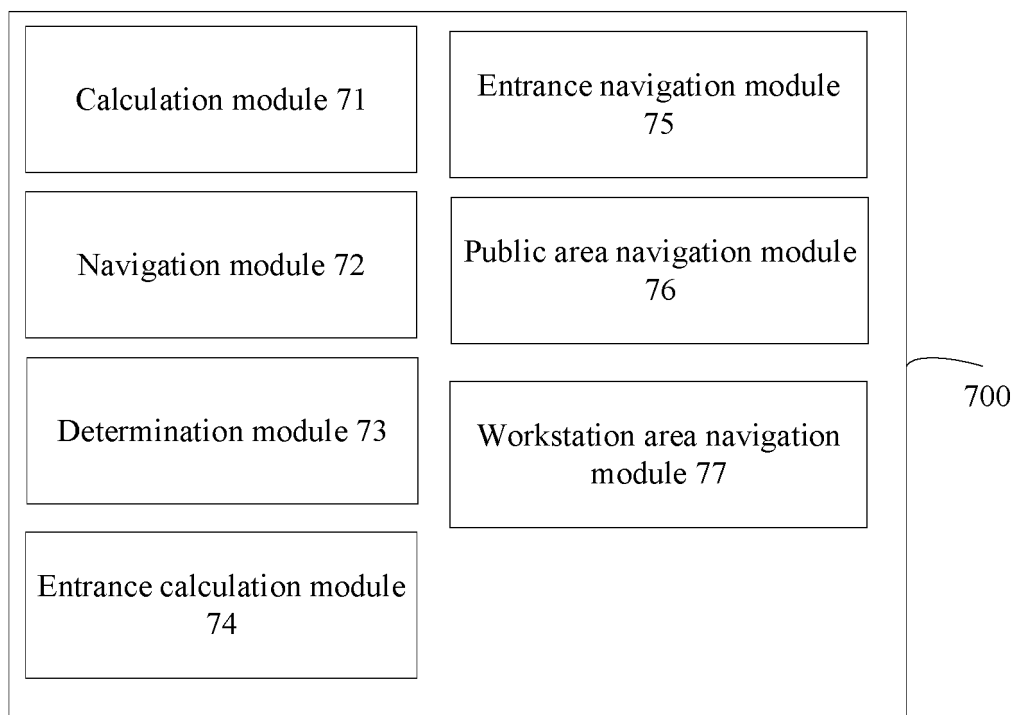 Calculation module 71
Navigation module 72
Determination module 73
Entrance calculation module
74
Entrance navigation module
75
Public area navigation module
76
Workstation area navigation
module 77
700